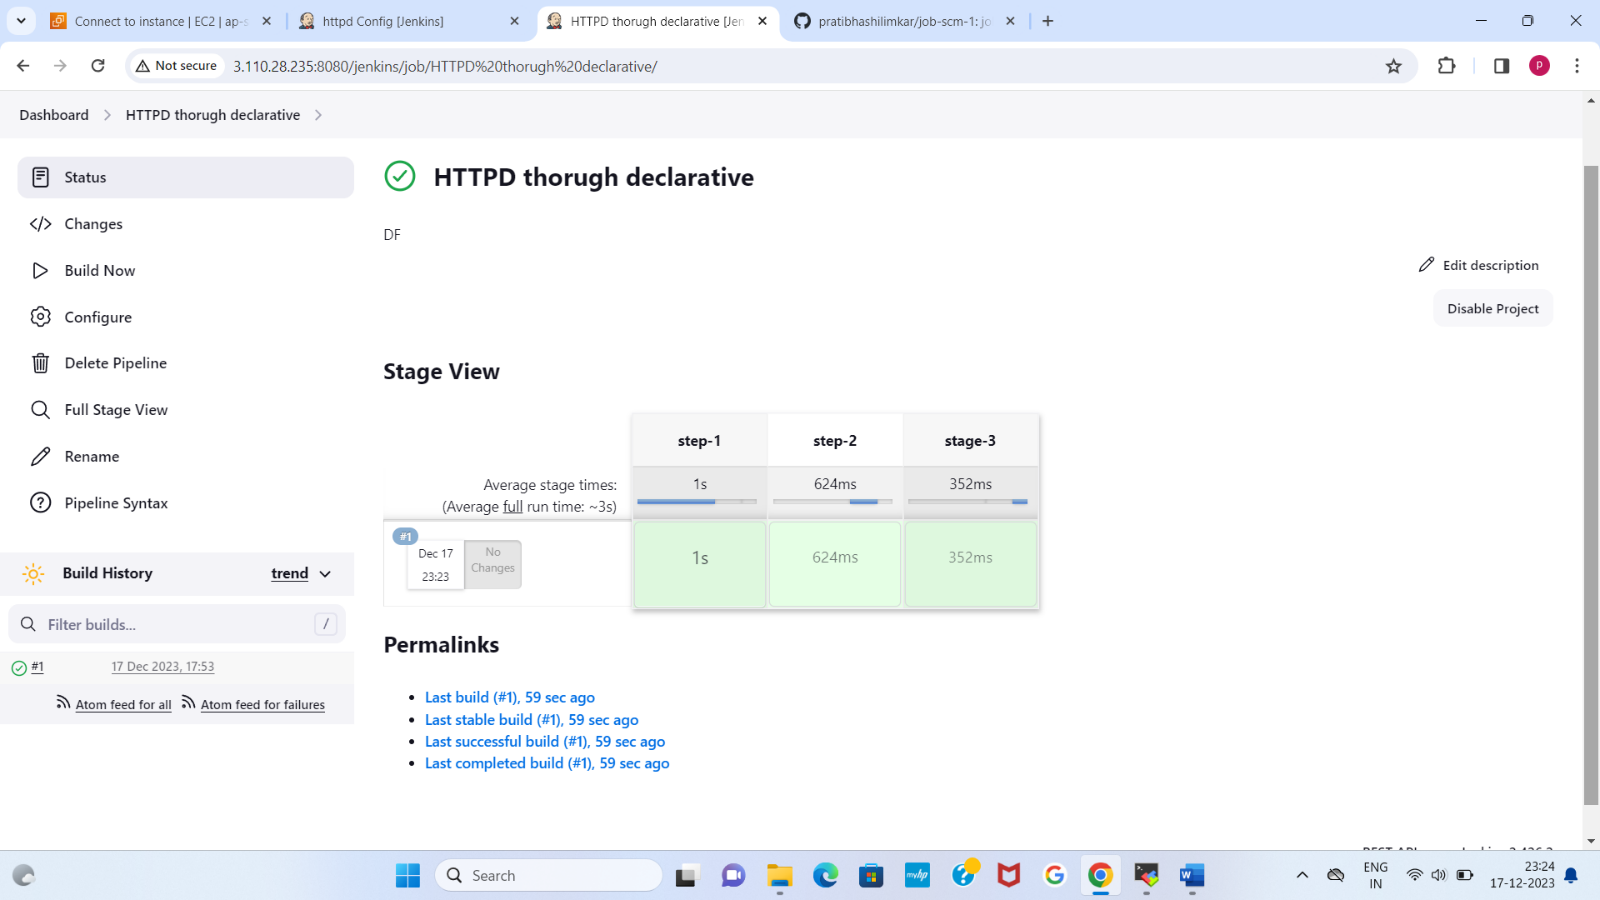 Connect to instance | EC2 | ap-s
httpd Config [Jenkins]
HTTPD thorugh declarative [Jen
pratibhashilimkar/job-scm-1: jo
Not secure
3.110.28.235:8080/jenkins/job/HTTPD%20thorugh%20declarative/
P
Dashboard
HTTPD thorugh declarative
Status
Changes
Build Now
Configure
Delete Pipeline
Full Stage View
Rename
Pipeline Syntax
Build History
trend
Filter builds...
/
#1
17 Dec 2023, 17:53
Atom feed for all
Atom feed for failures
HTTPD thorugh declarative
DF
Edit description
Disable Project
Stage View
step-1
step-2
stage-3
Average stage times:
(Average full run time: ~3s)
1s
624ms
352ms
#1
Dec 17
23:23
No
Changes
1s
624ms
352ms
Permalinks
Last build (#1), 59 sec ago
Last stable build (#1), 59 sec ago
Last successful build (#1), 59 sec ago
Last completed build (#1), 59 sec ago
Search
myhp
ENG
IN
23:24
17-12-2023